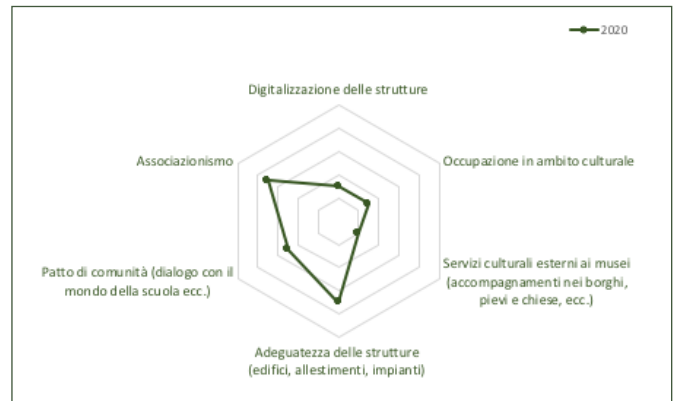 2020
Digitalizzazione delle strutture
Associazionismo
Occupazione in ambito culturale
Patto di comunità (dialogo con il
mondo della scuola ecc.)
Servizi culturali esterni ai musei
(accompagnamenti nei borghi,
pievi e chiese, ecc.)
Adeguatezza delle strutture
(edifici, allestimenti, impianti)